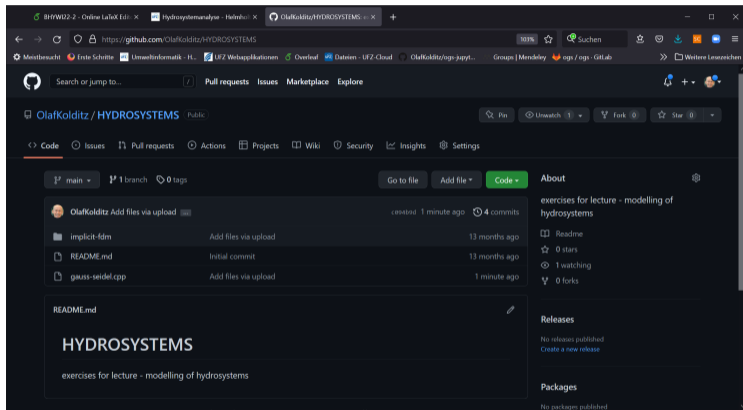 BHYWI22-2 - Online LaTeX Edit
Hydrosystemanalyse - Helmhol
OlafKolditz/HYDROSYSTEMS: ex
https://github.com/OlafKolditz/HYDROSYSTEMS
103%
Suchen
Meistbesucht
Erste Schritte
Umweltinformatik - H...
UFZ Webapplikationen
Overleaf
Dateien - UFZ-Cloud
OlafKolditz/ogs-jupyt...
Groups | Mendeley
ogs / ogs · GitLab
Weitere Lesezeichen
Search or jump to...
/
Pull requests
Issues
Marketplace
Explore
OlafKolditz / HYDROSYSTEMS
Public
Pin
Unwatch 1
Fork 0
Star 0
Code
Issues
Pull requests
Actions
Projects
Wiki
Security
Insights
Settings
main
1 branch
0 tags
Go to file
Add file
Code
OlafKolditz Add files via upload ...
1 minute ago
4 commits
implicit-fdm
Add files via upload
13 months ago
README.md
Initial commit
13 months ago
gauss-seidel.cpp
Add files via upload
1 minute ago
README.md
HYDROSYSTEMS
exercises for lecture - modelling of hydrosystems
About
exercises for lecture - modelling of
hydrosystems
Readme
0 stars
1 watching
0 forks
Releases
No releases published
Create a new release
Packages
No packages published